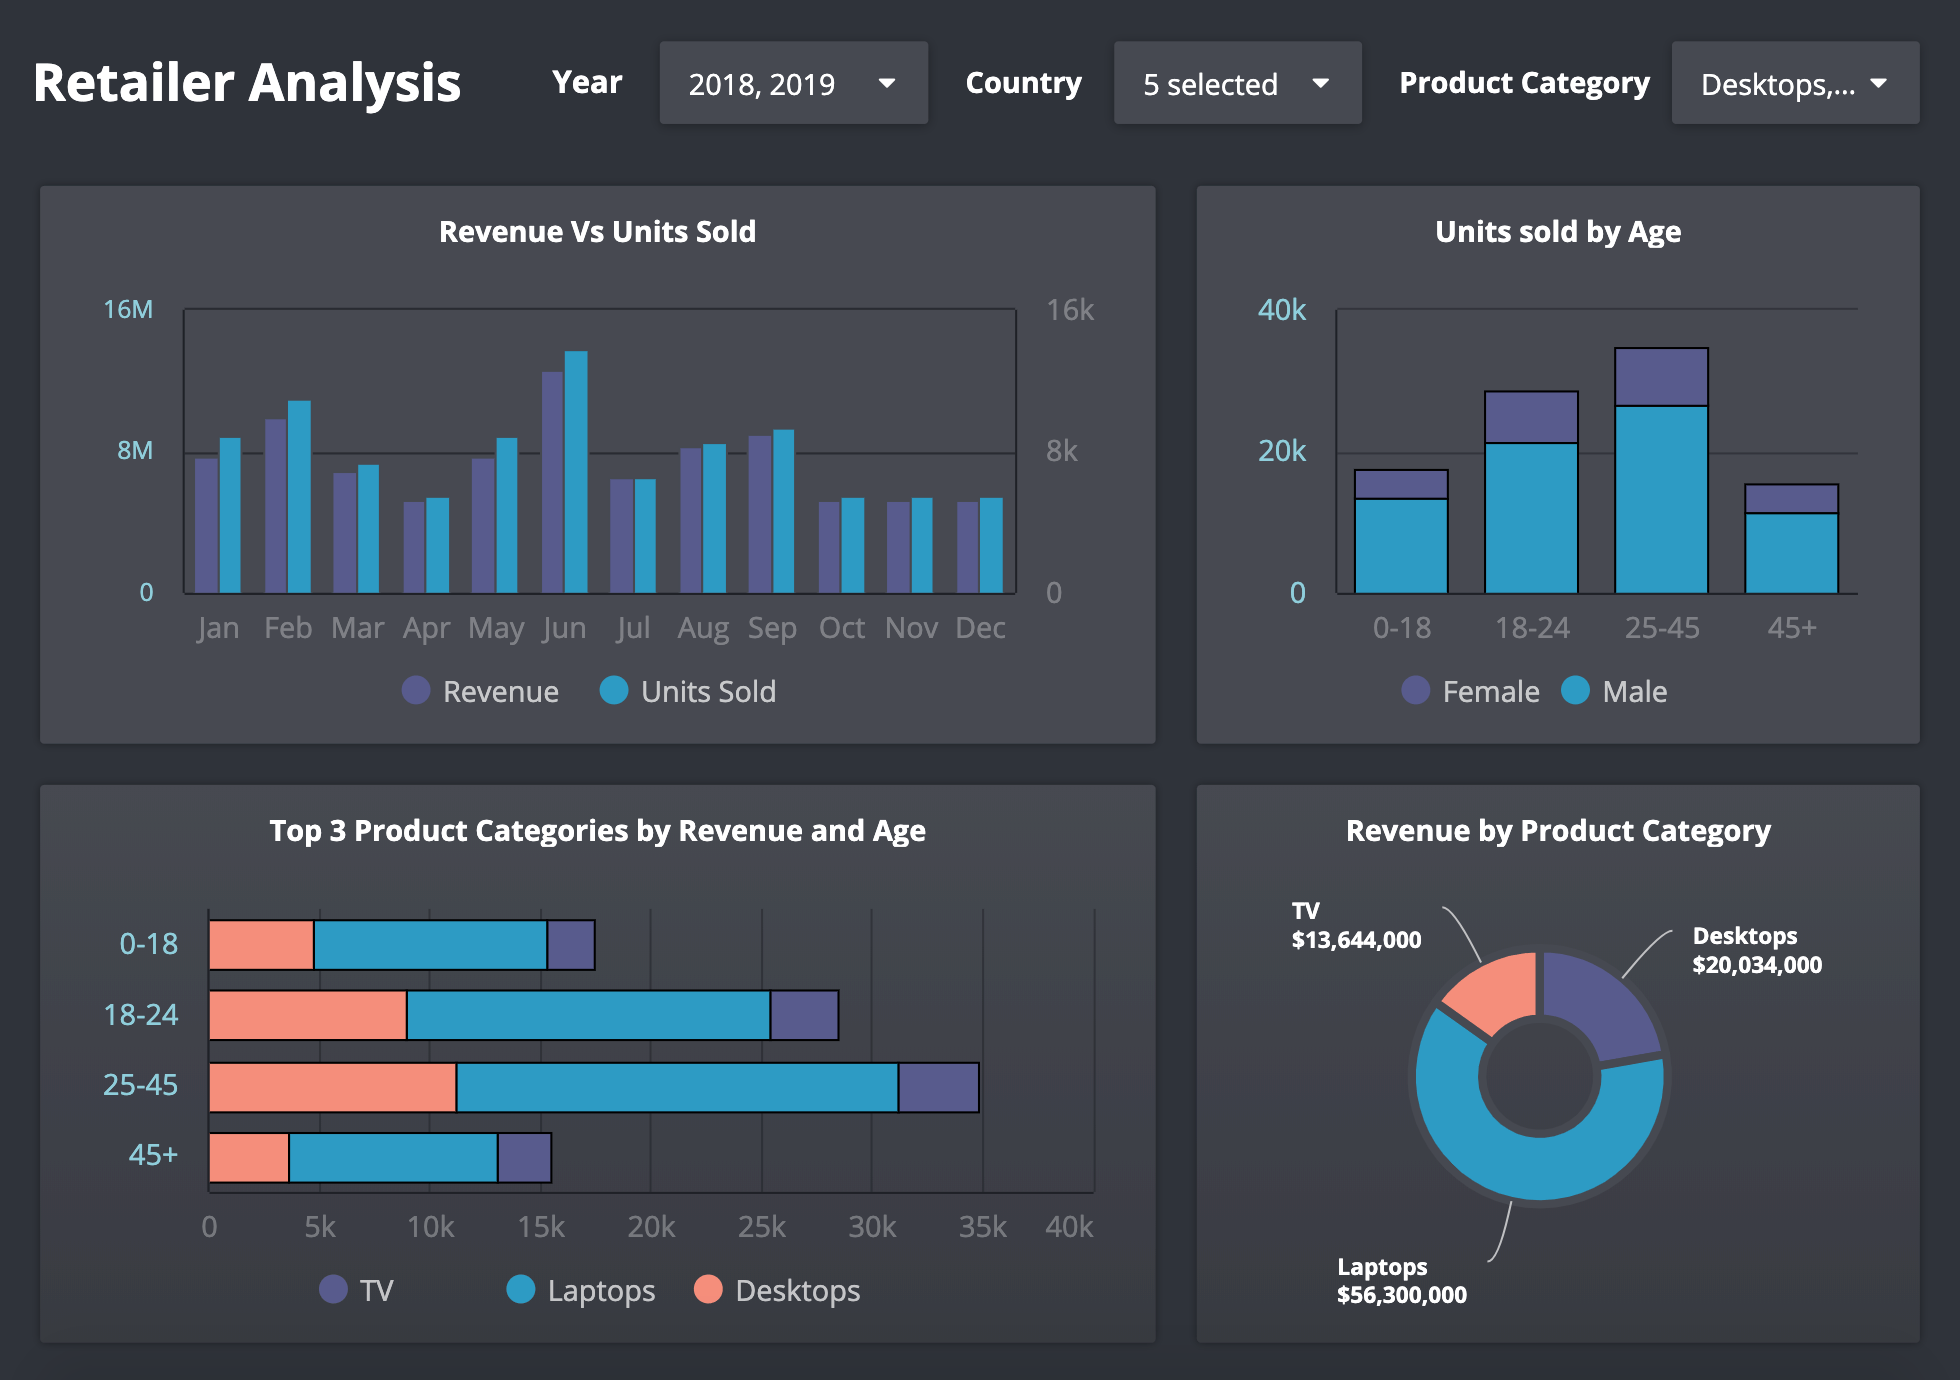 Retailer Analysis
Year
2018, 2019
Country
5 selected
Product Category
Desktops,...
Revenue Vs Units Sold
16M
16k
8M
8k
0
0
Jan Feb Mar Apr May Jun Jul Aug Sep Oct Nov Dec
Revenue Units Sold
Units sold by Age
40k
20k
0
0-18 18-24 25-45 45+
Female Male
Top 3 Product Categories by Revenue and Age
0-18
18-24
25-45
45+
0 5k 10k 15k 20k 25k 30k 35k 40k
TV Laptops Desktops
Revenue by Product Category
TV
$13,644,000
Desktops
$20,034,000
Laptops
$56,300,000